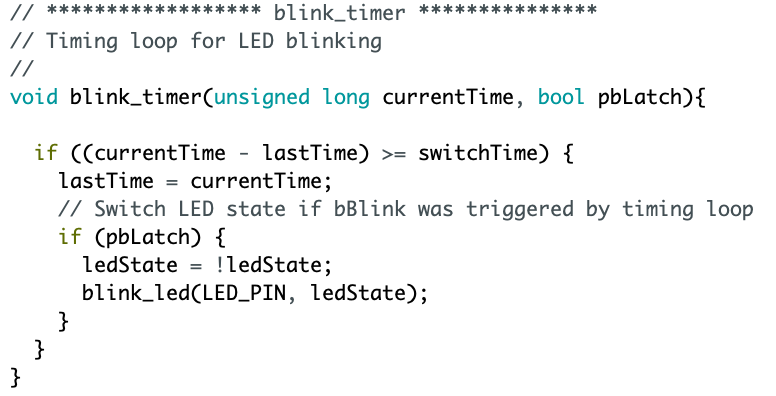 // ****************** blink_timer ***************
// Timing loop for LED blinking
//
void blink_timer(unsigned long currentTime, bool pbLatch){
if ((currentTime - lastTime) >= switchTime) {
lastTime = currentTime;
// Switch LED state if bBlink was triggered by timing loop
if (pbLatch) {
ledState = !ledState;
blink_led(LED_PIN, ledState);
}
}
}